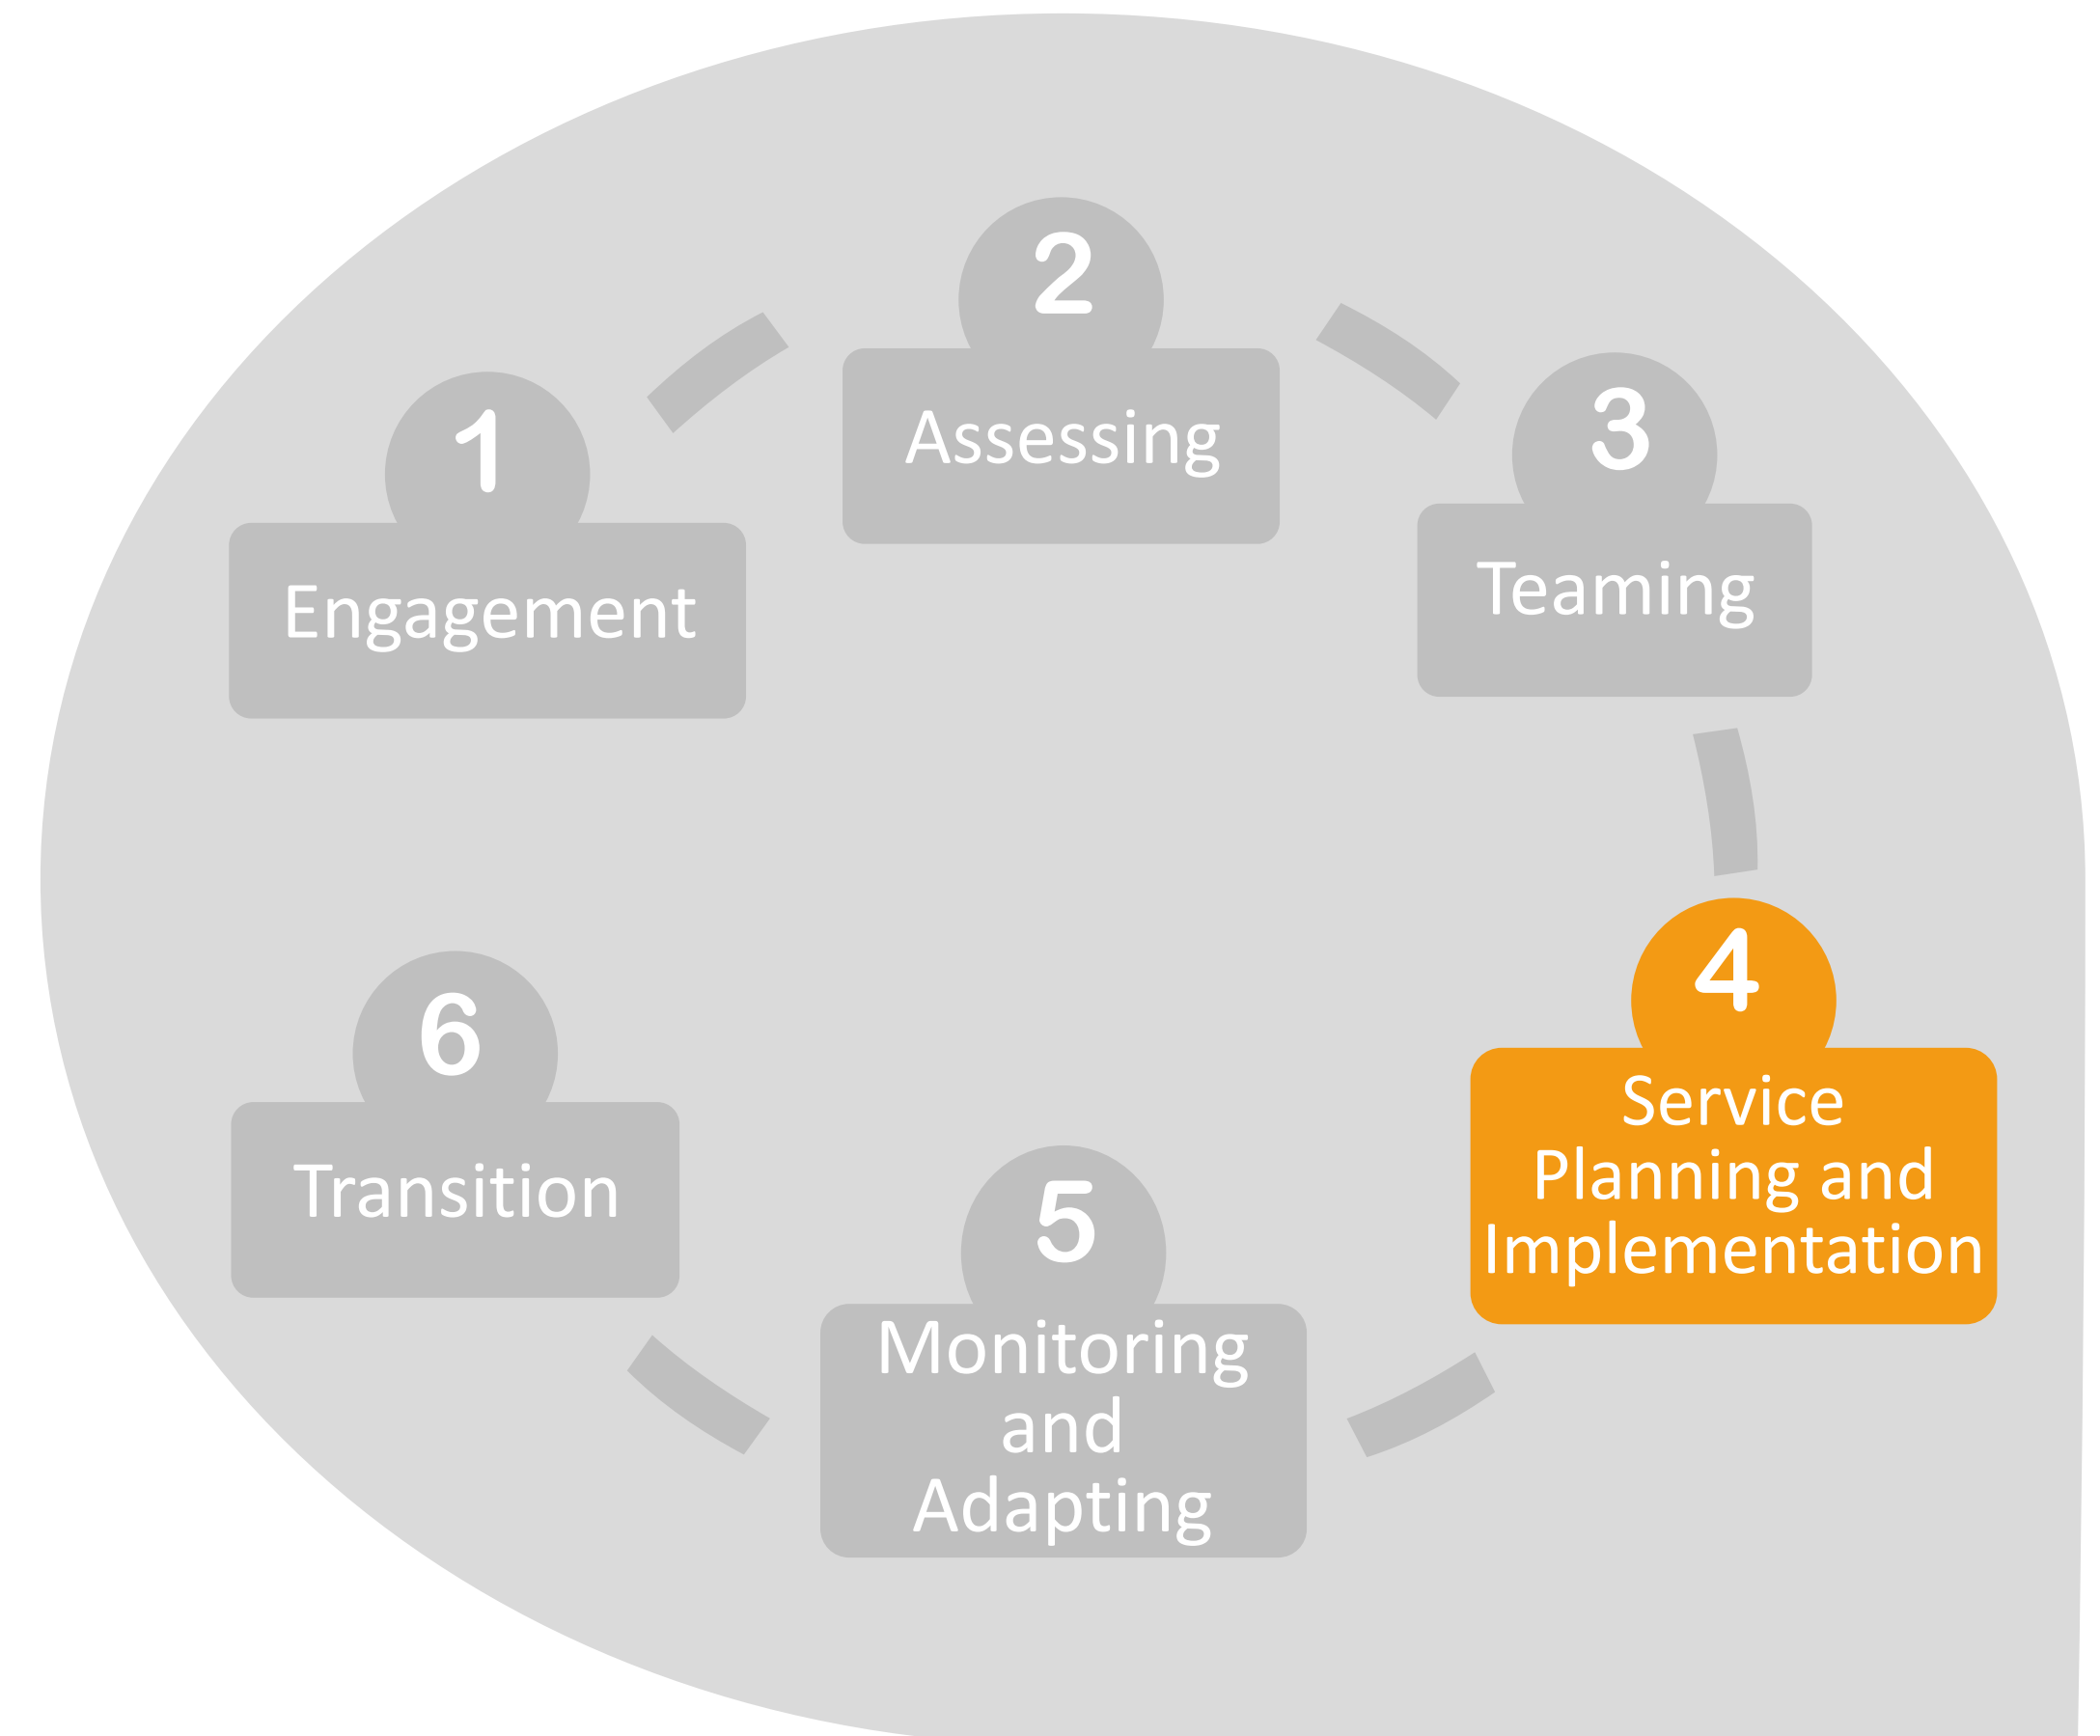 1
Engagement
2
Assessing
3
Teaming
4
Service
Planning and
Implementation
5
Monitoring
and
Adapting
6
Transition